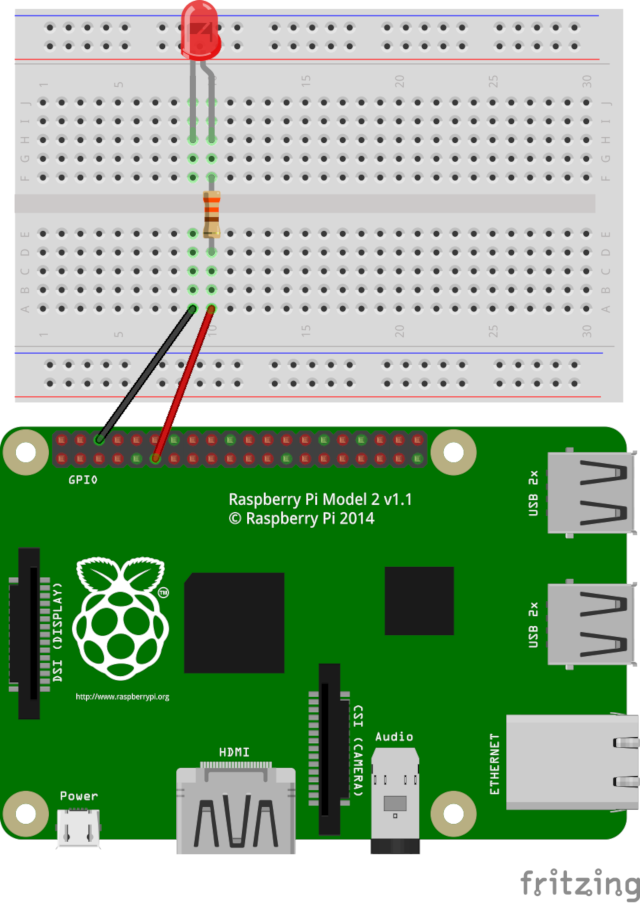 1 5 10 15 20 25 30
J J
I I
H H
G G
F F
E E
D D
C C
B B
A A
1 5 10 15 20 25 30
GPIO
Raspberry Pi Model 2 v1.1
© Raspberry Pi 2014
USB 2x
DSI (DISPLAY)
TM
USB 2x
http://www.raspberrypi.org
CSI (CAMERA)
Audio
ETHERNET
HDMI
Power
fritzing